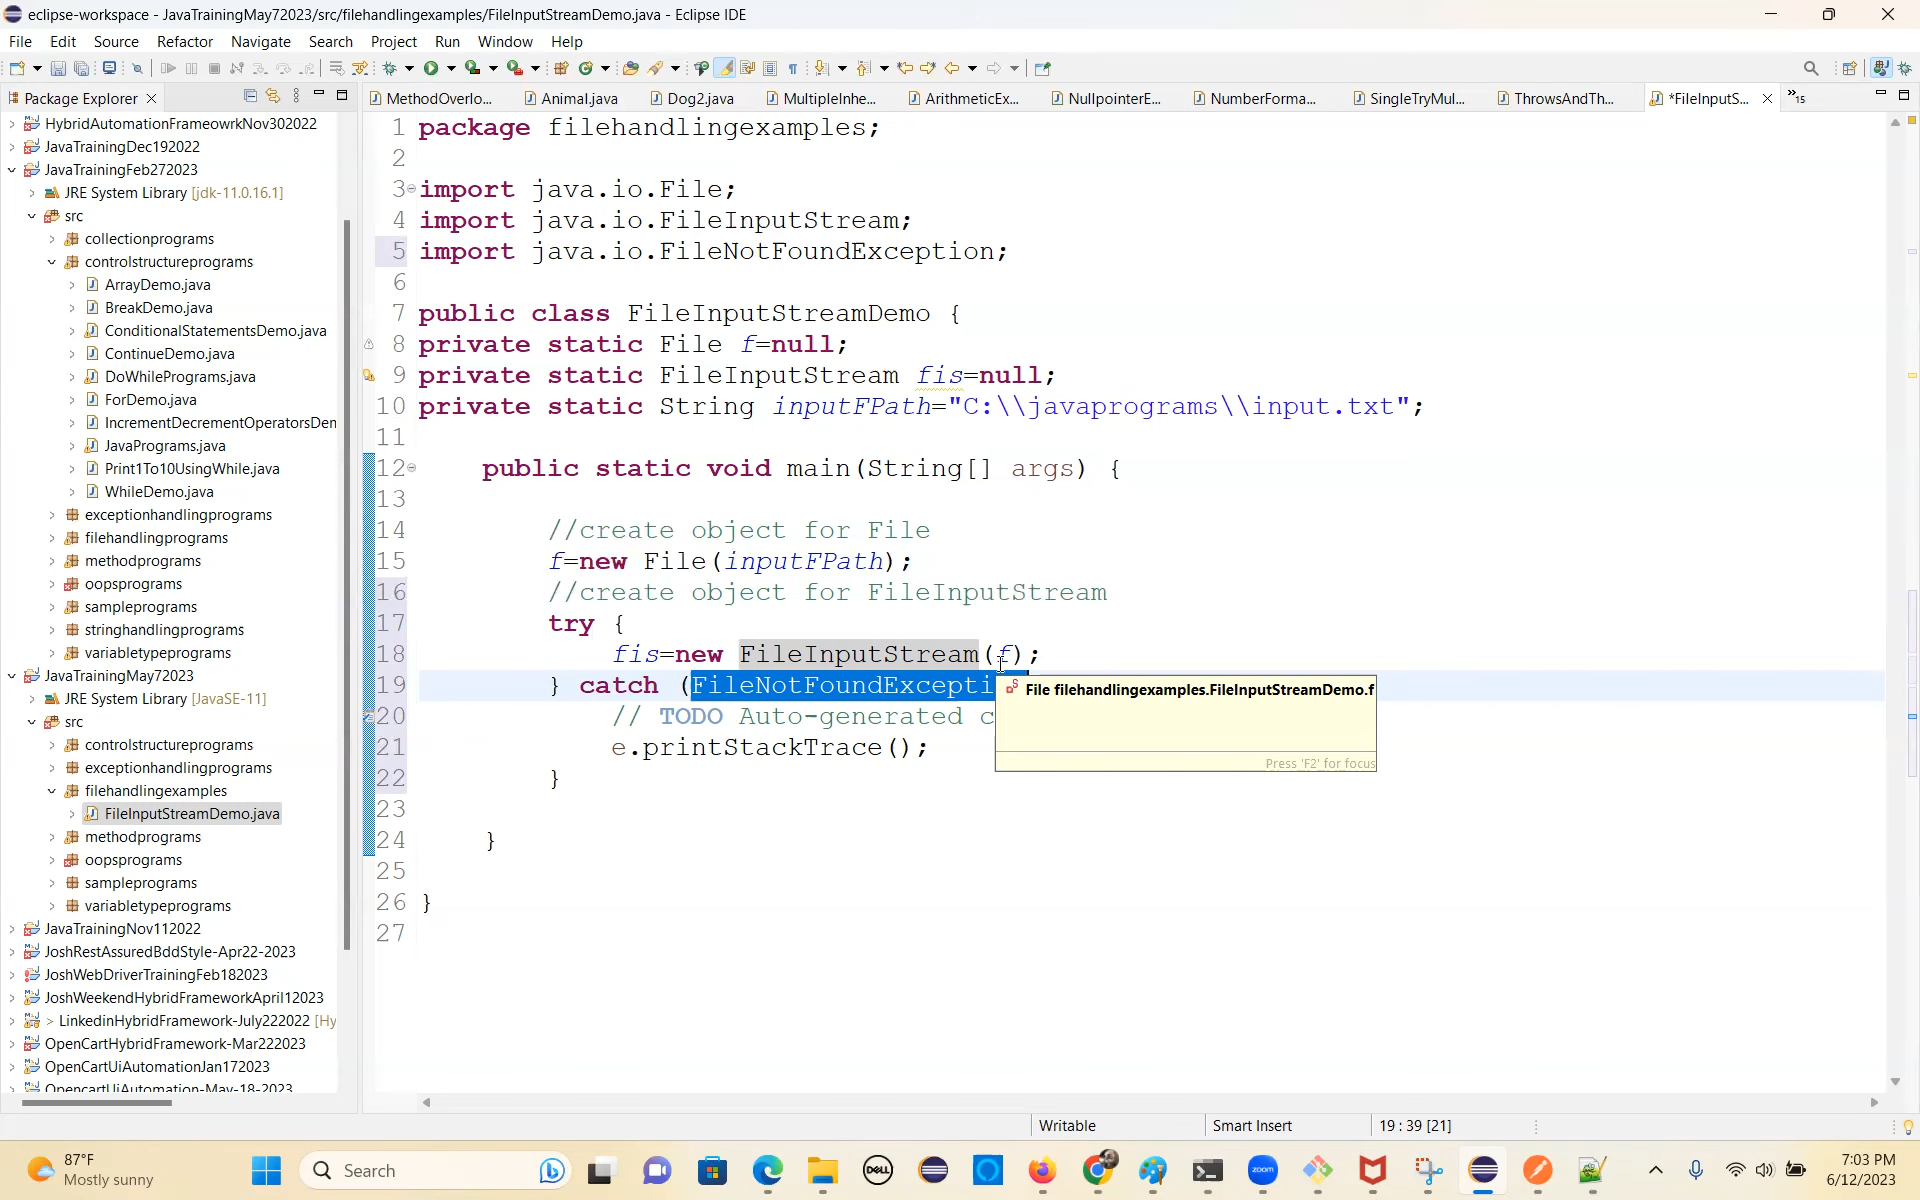 eclipse-workspace - JavaTrainingMay72023/src/filehandlingexamples/FileInputStreamDemo.java - Eclipse IDE
File Edit Source Refactor Navigate Search Project Run Window Help
Package Explorer
MethodOverlo... Animal.java Dog2.java MultipleInhe... ArithmeticEx... NullpointerE... NumberForma... SingleTryMul... ThrowsAndTh... *FileInputS... »15
HybridAutomationFrameowrkNov302022
JavaTrainingDec192022
JavaTrainingFeb272023
JRE System Library [jdk-11.0.16.1]
src
collectionprograms
controlstructureprograms
ArrayDemo.java
BreakDemo.java
ConditionalStatementsDemo.java
ContinueDemo.java
DoWhilePrograms.java
ForDemo.java
IncrementDecrementOperatorsDen
JavaPrograms.java
Print1To10UsingWhile.java
WhileDemo.java
exceptionhandlingprograms
filehandlingprograms
methodprograms
oopsprograms
sampleprograms
stringhandlingprograms
variabletypeprograms
JavaTrainingMay72023
JRE System Library [JavaSE-11]
src
controlstructureprograms
exceptionhandlingprograms
filehandlingexamples
FileInputStreamDemo.java
methodprograms
oopsprograms
sampleprograms
variabletypeprograms
JavaTrainingNov112022
JoshRestAssuredBddStyle-Apr22-2023
JoshWebDriverTrainingFeb182023
JoshWeekendHybridFrameworkApril12023
> LinkedinHybridFramework-July222022 [Hy
OpenCartHybridFramework-Mar222023
OpenCartUiAutomationJan172023
OpencartUiAutomation-May-18-2023
1 package filehandlingexamples;
2
3 import java.io.File;
4 import java.io.FileInputStream;
5 import java.io.FileNotFoundException;
6
7 public class FileInputStreamDemo {
8 private static File f=null;
9 private static FileInputStream fis=null;
10 private static String inputFPath="C:\\javaprograms\\input.txt";
11
12 public static void main(String[] args) {
13
14 //create object for File
15 f=new File(inputFPath);
16 //create object for FileInputStream
17 try {
18 fis=new FileInputStream(f);
19 } catch (FileNotFoundExcepti
20 // TODO Auto-generated c
21 e.printStackTrace();
22 }
23
24 }
25
26 }
27
File filehandlingexamples.FileInputStreamDemo.f
Press 'F2' for focus
Writable Smart Insert 19 : 39 [21]
87°F
Mostly sunny
Search
DELL
zoom
7:03 PM
6/12/2023